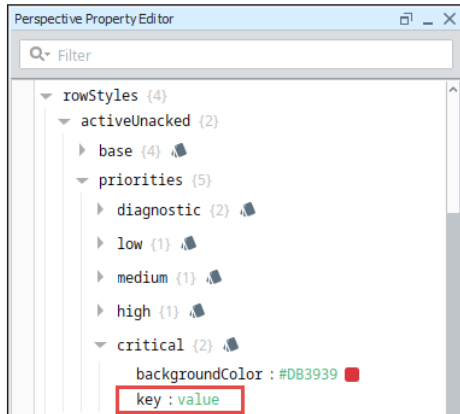 Perspective Property Editor
Filter
rowStyles {4}
activeUnacked {2}
base {4}
priorities {5}
diagnostic {2}
low {1}
medium {1}
high {1}
critical {2}
backgroundColor : #DB3939
key : value